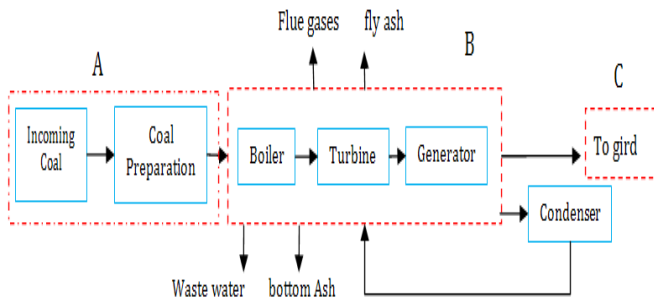 Flue gases
fly ash
A
B
C
Incoming
Coal
Coal
Preparation
Boiler
Turbine
Generator
To gird
Condenser
Waste water
bottom Ash